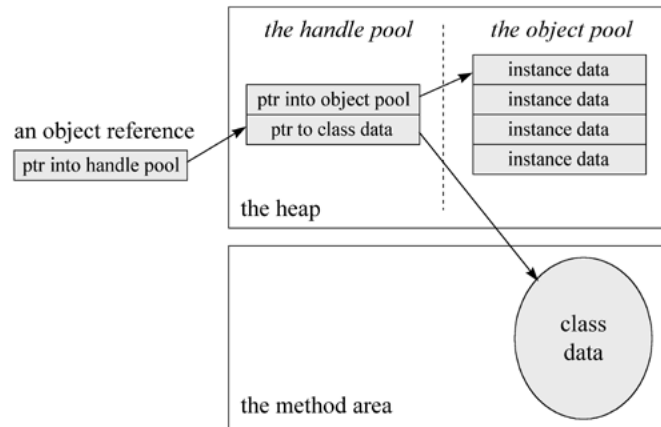 the handle pool
the object pool
ptr into object pool
ptr to class data
instance data
instance data
instance data
instance data
an object reference
ptr into handle pool
the heap
class
data
the method area